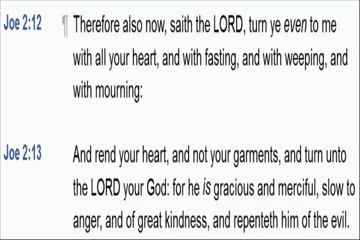 Joe 2:12 ¶ Therefore also now, saith the LORD, turn ye even to me
with all your heart, and with fasting, and with weeping, and
with mourning:
Joe 2:13 And rend your heart, and not your garments, and turn unto
the LORD your God: for he is gracious and merciful, slow to
anger, and of great kindness, and repenteth him of the evil.